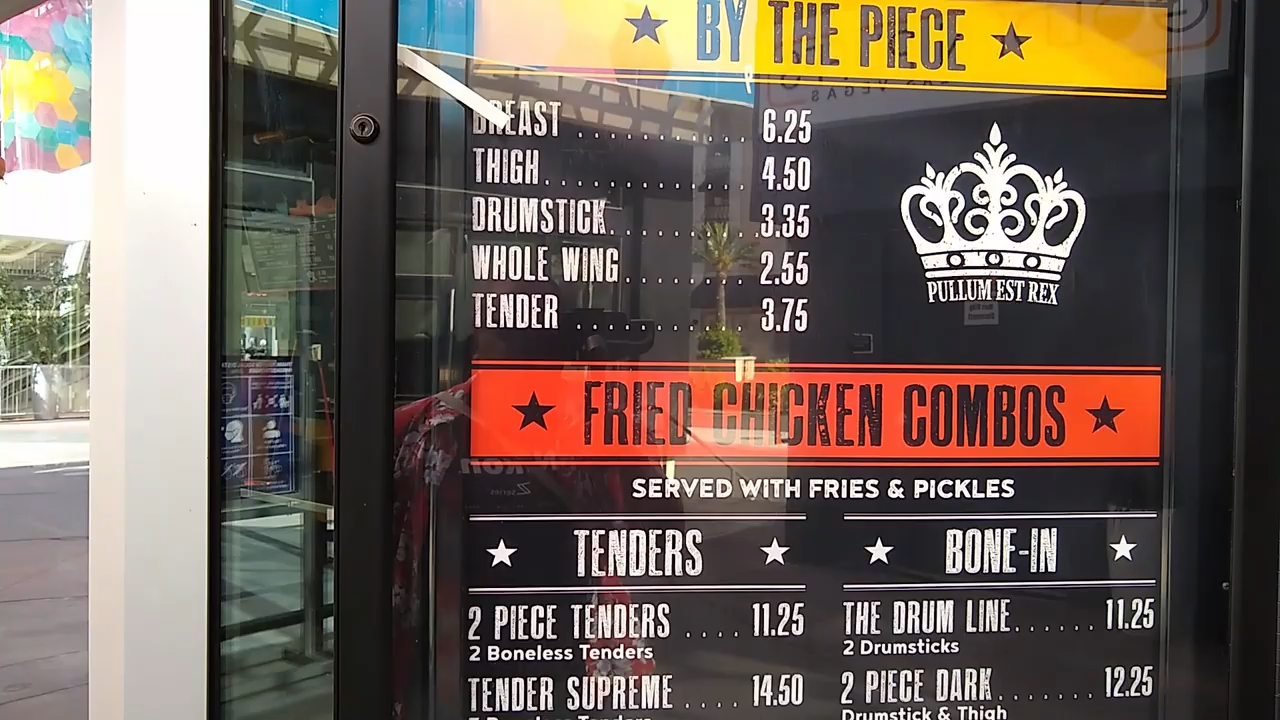 BY THE PIECE
BREAST 6.25
THIGH 4.50
DRUMSTICK 3.35
WHOLE WING 2.55
TENDER 3.75
PULLUM EST REX
FRIED CHICKEN COMBOS
SERVED WITH FRIES & PICKLES
TENDERS
2 PIECE TENDERS .... 11.25
2 Boneless Tenders
TENDER SUPREME ... 14.50
Boneless Tenders
BONE-IN
THE DRUM LINE...... 11.25
2 Drumsticks
2 PIECE DARK....... 12.25
Drumstick & Thigh